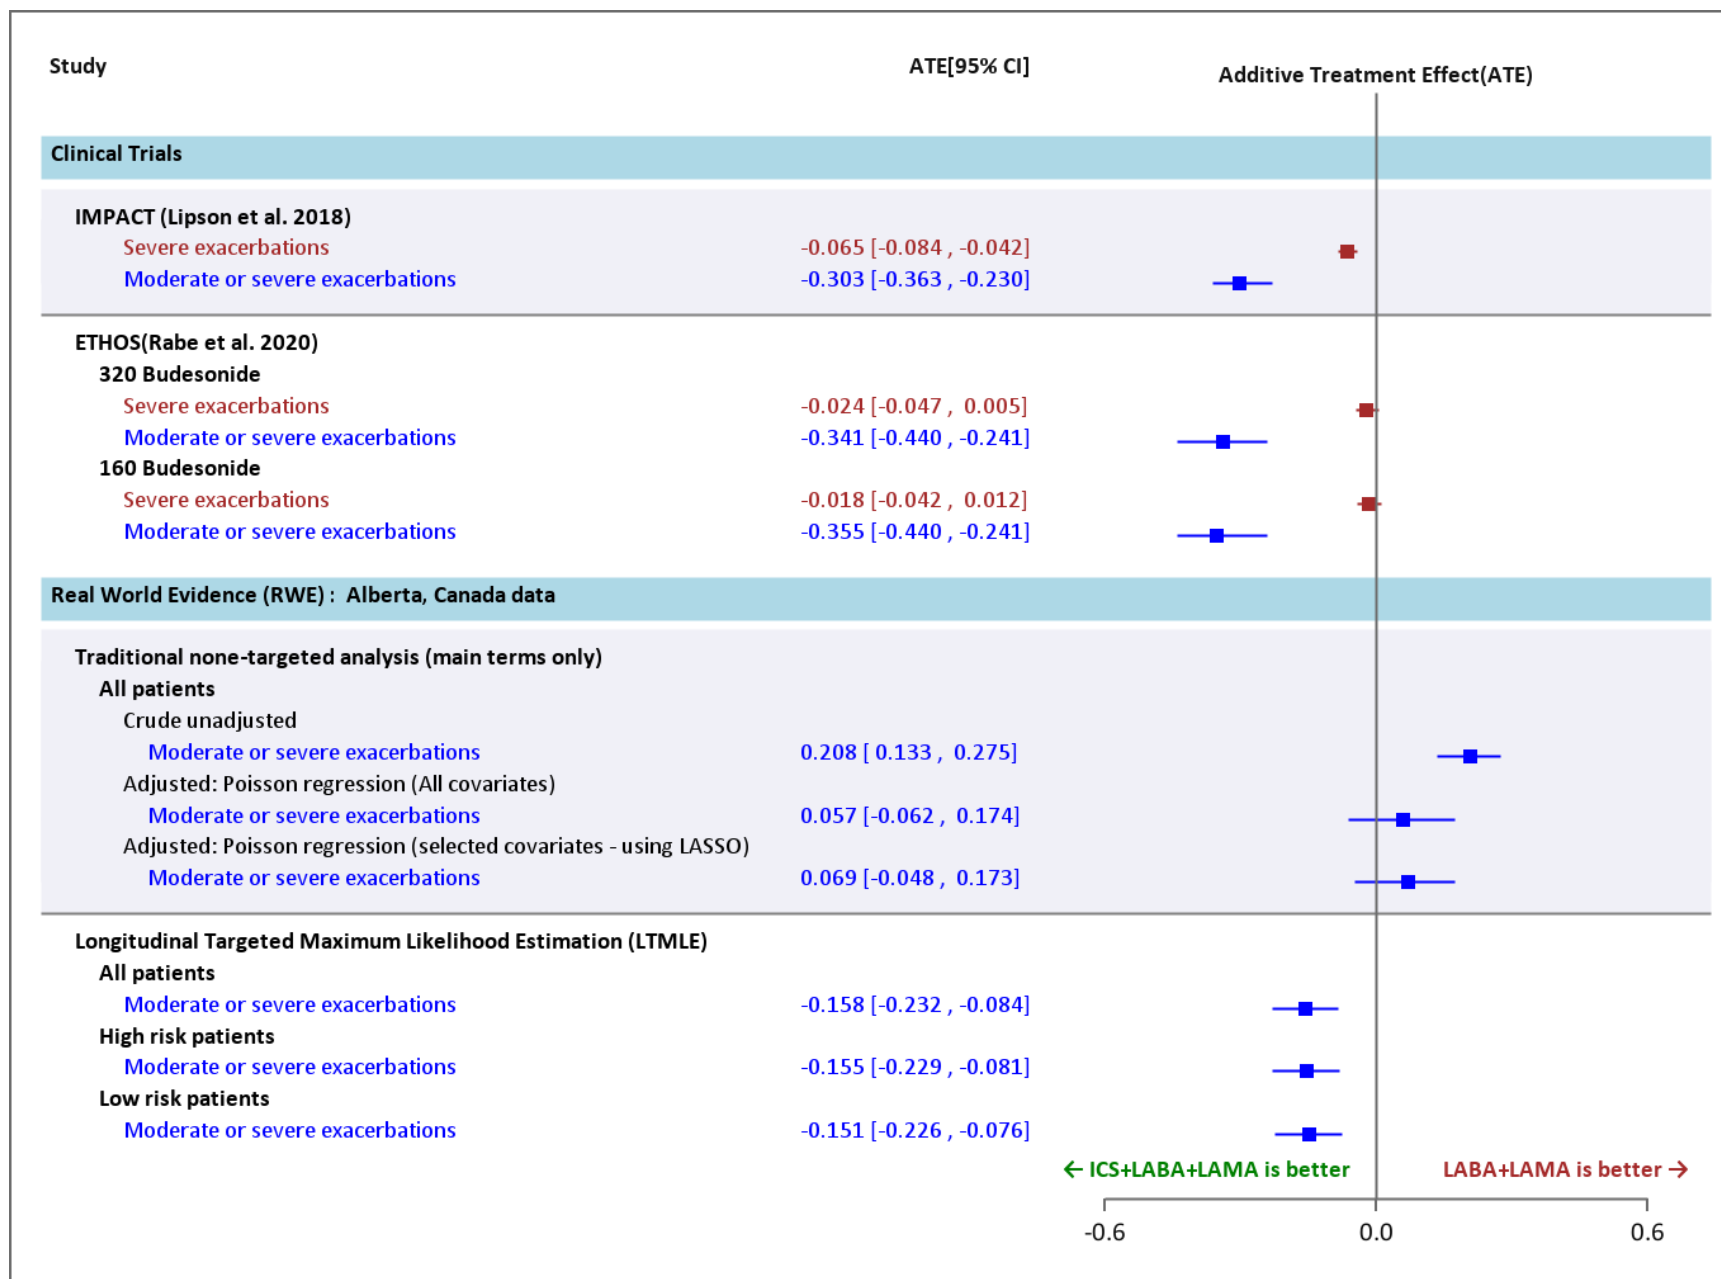 Study ATE[95% CI] Additive Treatment Effect(ATE)
Clinical Trials
IMPACT (Lipson et al. 2018)
Severe exacerbations -0.065 [-0.084 , -0.042]
Moderate or severe exacerbations -0.303 [-0.363 , -0.230]
ETHOS(Rabe et al. 2020)
320 Budesonide
Severe exacerbations -0.024 [-0.047 , 0.005]
Moderate or severe exacerbations -0.341 [-0.440 , -0.241]
160 Budesonide
Severe exacerbations -0.018 [-0.042 , 0.012]
Moderate or severe exacerbations -0.355 [-0.440 , -0.241]
Real World Evidence (RWE) : Alberta, Canada data
Traditional none-targeted analysis (main terms only)
All patients
Crude unadjusted
Moderate or severe exacerbations 0.208 [ 0.133 , 0.275]
Adjusted: Poisson regression (All covariates)
Moderate or severe exacerbations 0.057 [-0.062 , 0.174]
Adjusted: Poisson regression (selected covariates - using LASSO)
Moderate or severe exacerbations 0.069 [-0.048 , 0.173]
Longitudinal Targeted Maximum Likelihood Estimation (LTMLE)
All patients
Moderate or severe exacerbations -0.158 [-0.232 , -0.084]
High risk patients
Moderate or severe exacerbations -0.155 [-0.229 , -0.081]
Low risk patients
Moderate or severe exacerbations -0.151 [-0.226 , -0.076]
← ICS+LABA+LAMA is better LABA+LAMA is better →
-0.6 0.0 0.6